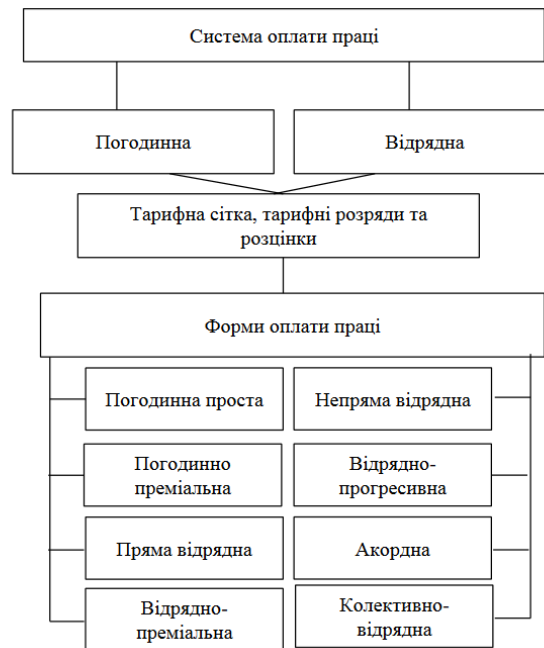 Система оплати праці
Погодинна
Відрядна
Тарифна сітка, тарифні розряди та
розцінки
Форми оплати праці
Погодинна проста
Непряма відрядна
Погодинно
преміальна
Відрядно-
прогресивна
Пряма відрядна
Акордна
Відрядно-
преміальна
Колективно-
відрядна